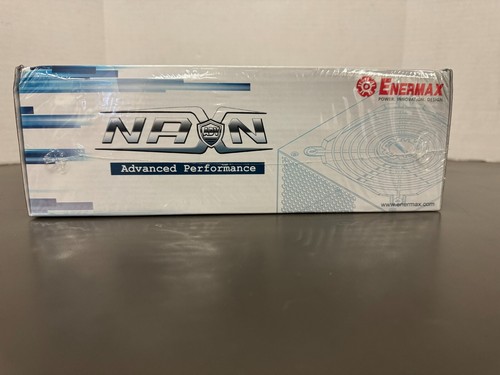 ENERMAX
POWER. INNOVATION. DESIGN.
NAXN
Advanced Performance
www.enermax.com